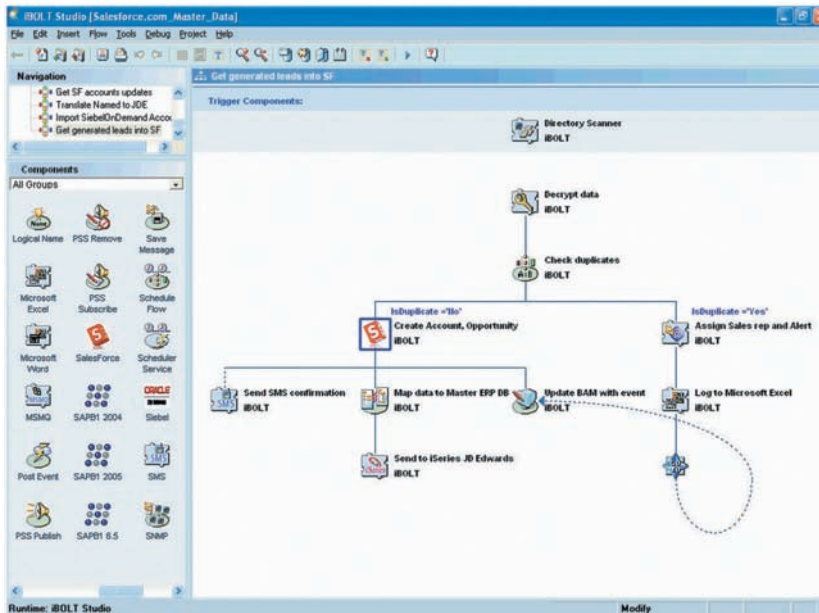 iBOLT Studio [Salesforce.com_Master_Data]
File Edit Insert Flow Tools Debug Project Help
Navigation
Get SF accounts updates
Translate Named to JDE
Import SiebelOnDemand Accou
Get generated leads into SF
Components
All Groups
Logical Name
PSS Remove
Save Message
Microsoft Excel
PSS Subscribe
Schedule Flow
Microsoft Word
SalesForce
Scheduler Service
MSMQ
SAPB1 2004
ORACLE
Siebel
Post Event
SAPB1 2005
SMS
SMS
PSS Publish
SAPB1 6.5
SNMP
Get generated leads into SF
Trigger Components:
Directory Scanner
iBOLT
Decrypt data
iBOLT
Check duplicates
iBOLT
IsDuplicate ='No'
Create Account, Opportunity
iBOLT
IsDuplicate ='Yes'
Assign Sales rep and Alert
iBOLT
SMS
Send SMS confirmation
iBOLT
Map data to Master ERP DB
iBOLT
Update BAM with event
iBOLT
Log to Microsoft Excel
iBOLT
iSeries
Send to iSeries JD Edwards
iBOLT
Runtime: iBOLT Studio
Modify